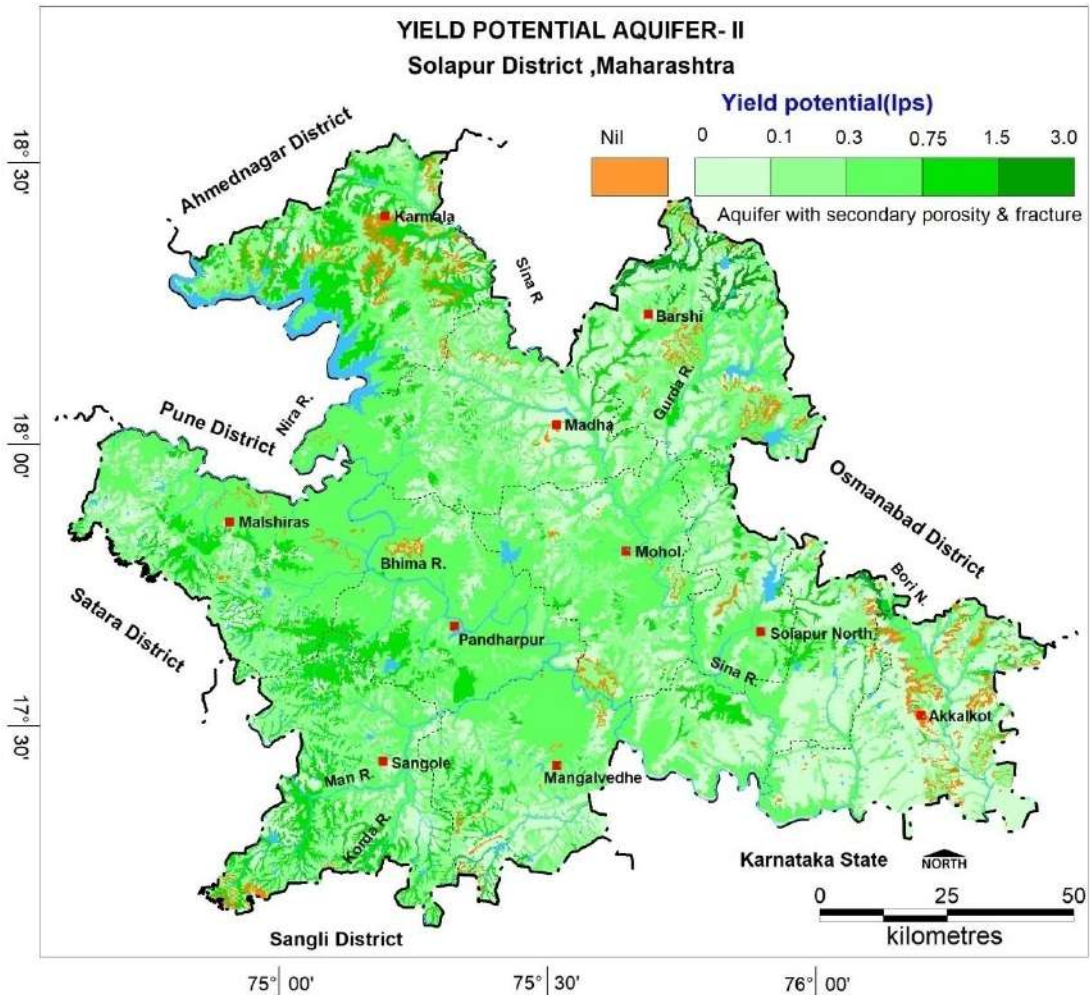 YIELD POTENTIAL AQUIFER- II
Solapur District ,Maharashtra
Yield potential(lps)
Nil
0 0.1 0.3 0.75 1.5 3.0
Aquifer with secondary porosity & fracture
18° 30'
Ahmednagar District
Karmala
Sina R
Barshi
Gurda R.
Nira R.
Pune District
Madha
18° 00'
Osmanabad District
Malshiras
Bhima R.
Mohol.
Bori N.
Satara District
Pandharpur
Solapur North
Sina R.
17° 30'
Akkalkot
Sangole
Man R.
Mangalvedhe
Korda R.
Karnataka State
NORTH
0 25 50
kilometres
Sangli District
75° 00' 75° 30' 76° 00'